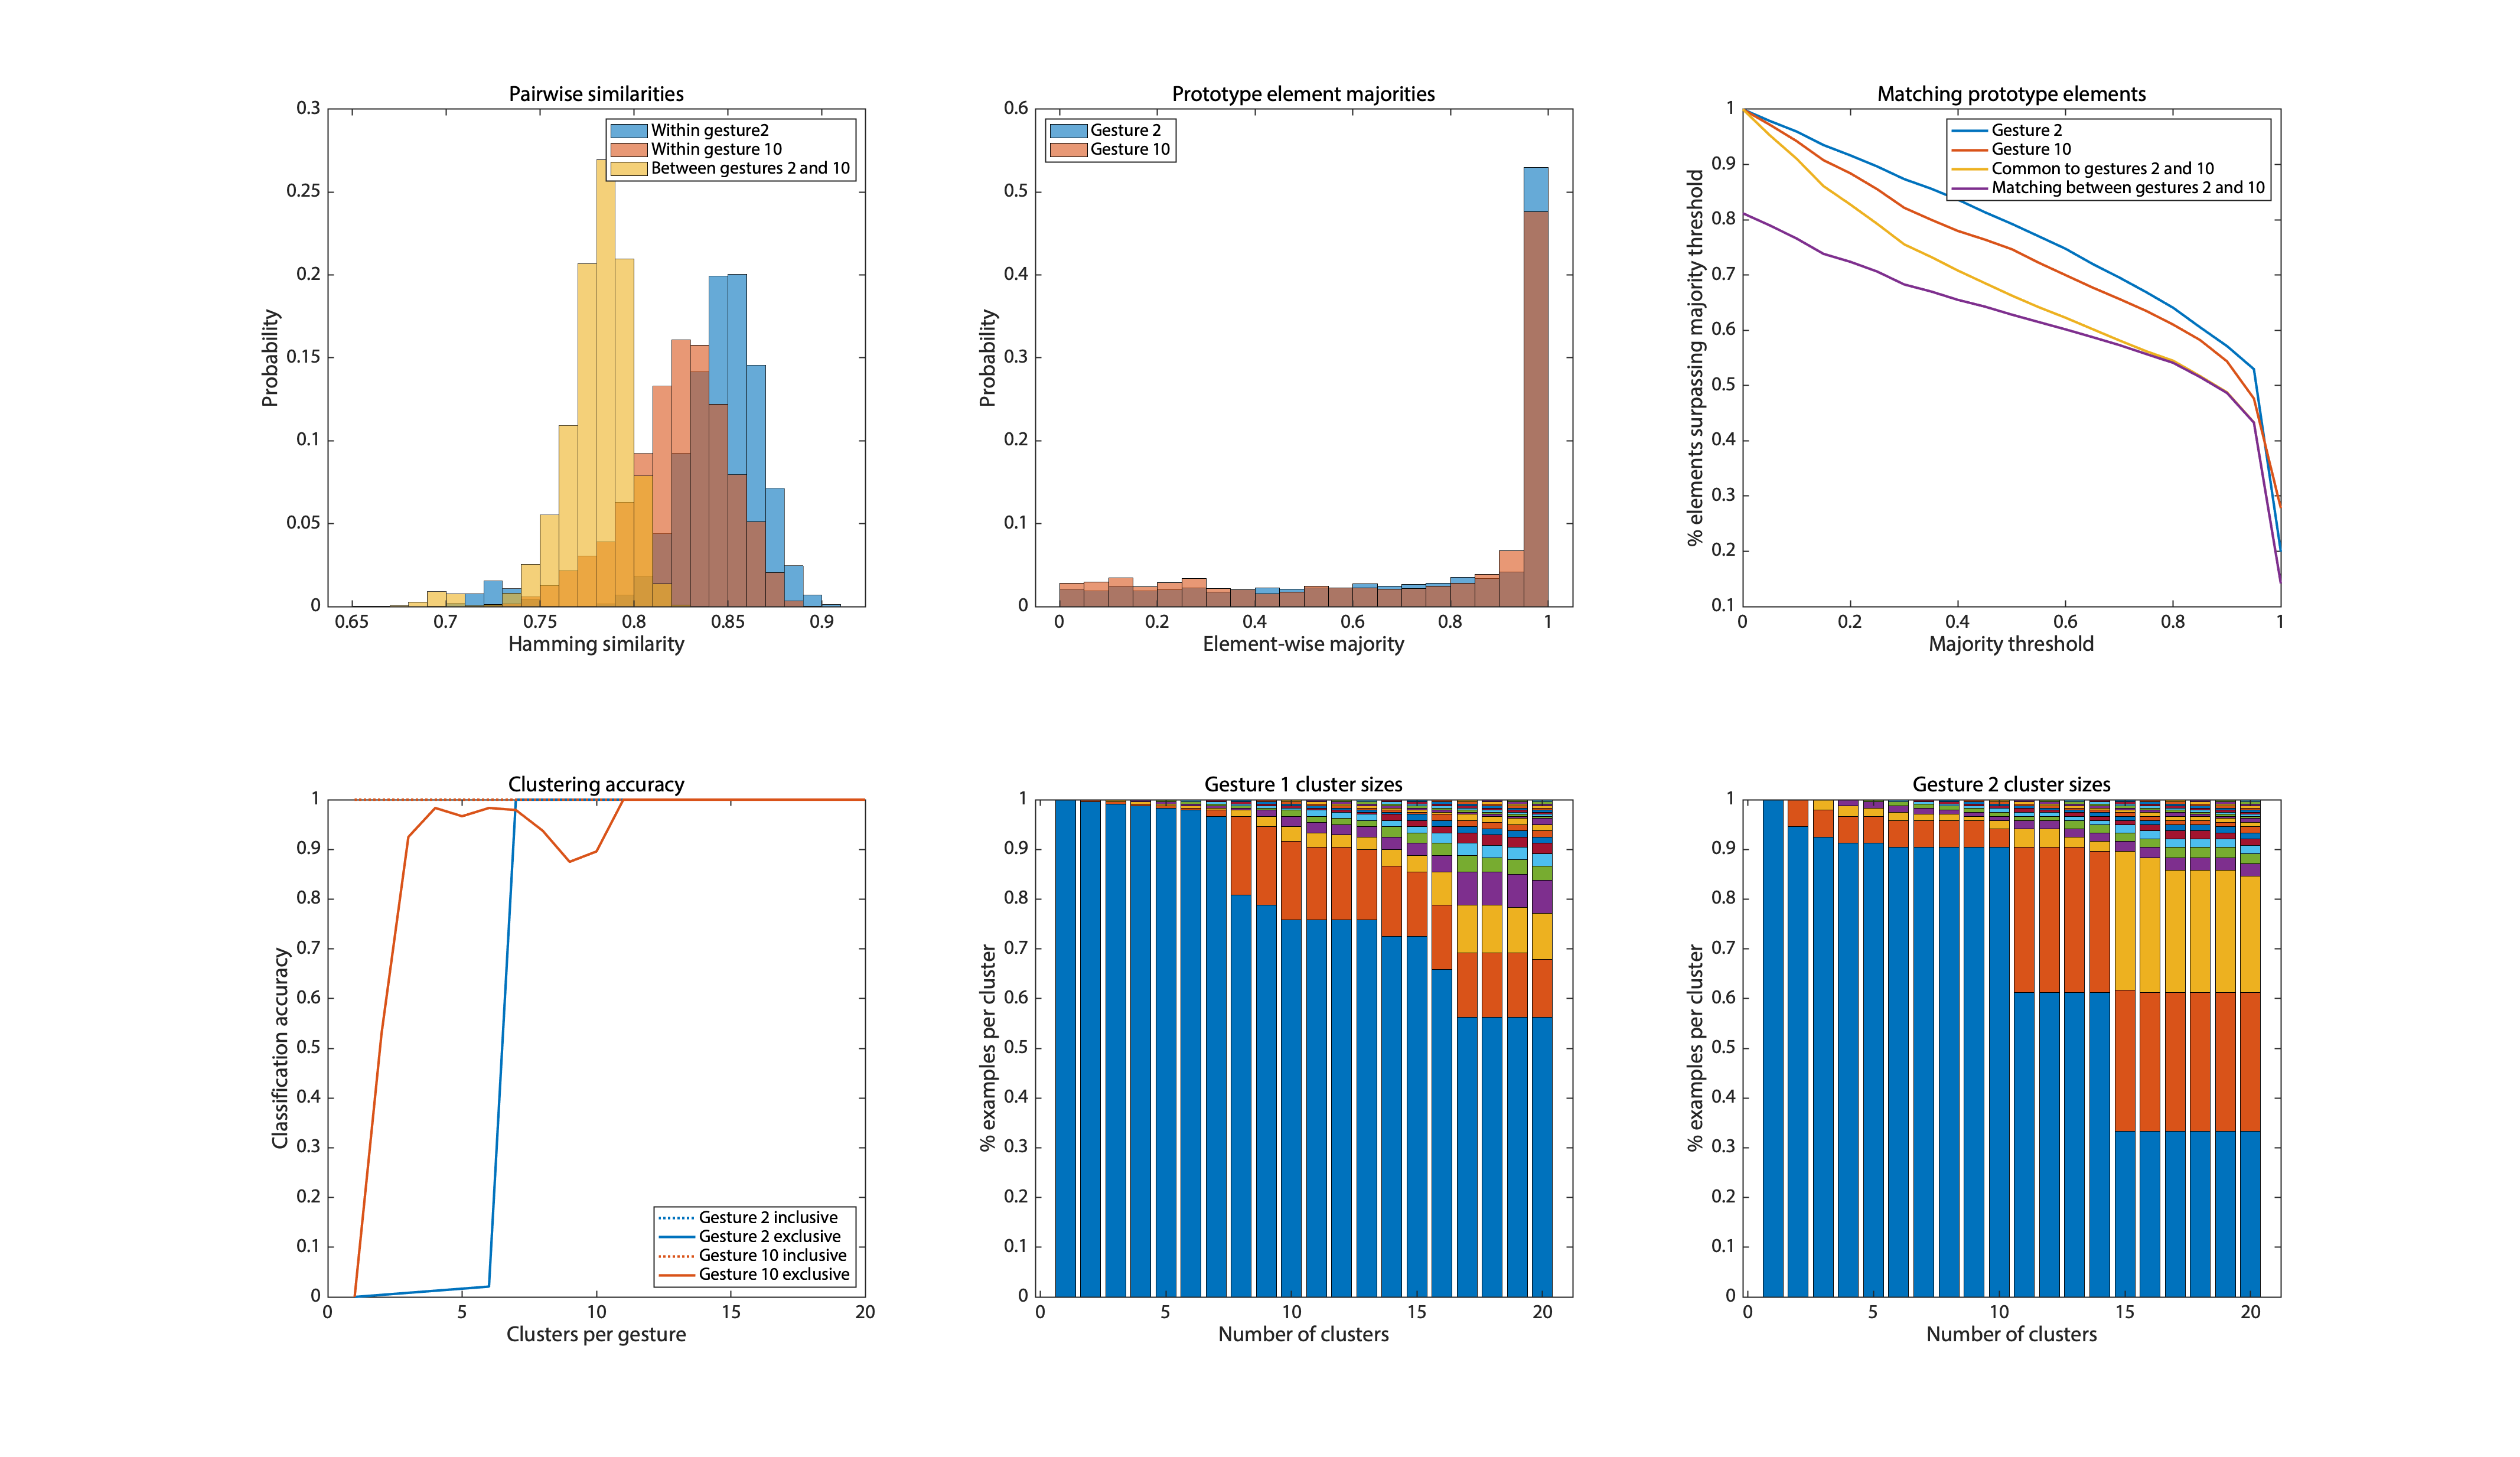 Pairwise similarities
0.3
0.25
0.2
0.15
0.1
0.05
0
Probability
Within gesture2
Within gesture 10
Between gestures 2 and 10
0.65 0.7 0.75 0.8 0.85 0.9
Hamming similarity
Prototype element majorities
0.6
0.5
0.4
0.3
0.2
0.1
0
Probability
Gesture 2
Gesture 10
0 0.2 0.4 0.6 0.8 1
Element-wise majority
Matching prototype elements
1
0.9
0.8
0.7
0.6
0.5
0.4
0.3
0.2
0.1
% elements surpassing majority threshold
Gesture 2
Gesture 10
Common to gestures 2 and 10
Matching between gestures 2 and 10
0 0.2 0.4 0.6 0.8 1
Majority threshold
Clustering accuracy
1
0.9
0.8
0.7
0.6
0.5
0.4
0.3
0.2
0.1
0
Classification accuracy
Gesture 2 inclusive
Gesture 2 exclusive
Gesture 10 inclusive
Gesture 10 exclusive
0 5 10 15 20
Clusters per gesture
Gesture 1 cluster sizes
1
0.9
0.8
0.7
0.6
0.5
0.4
0.3
0.2
0.1
0
% examples per cluster
0 5 10 15 20
Number of clusters
Gesture 2 cluster sizes
1
0.9
0.8
0.7
0.6
0.5
0.4
0.3
0.2
0.1
0
% examples per cluster
0 5 10 15 20
Number of clusters